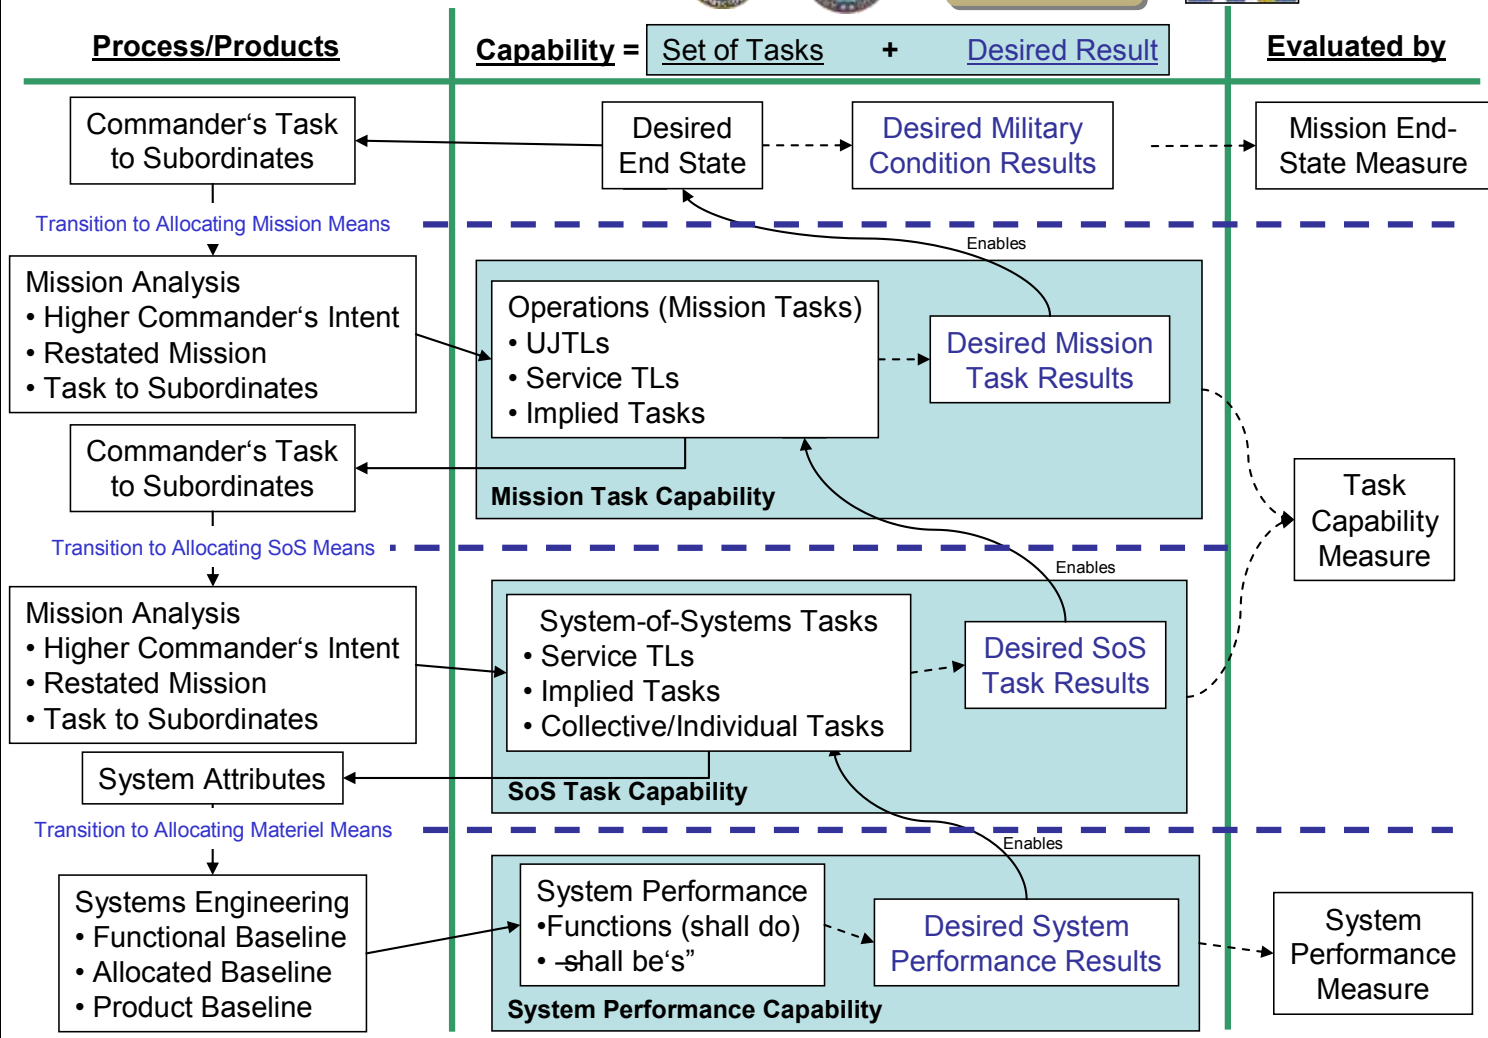 Process/Products
Capability = Set of Tasks + Desired Result
Evaluated by
Commander‘s Task
to Subordinates
Desired
End State
Desired Military
Condition Results
Mission End-
State Measure
Transition to Allocating Mission Means
Enables
Mission Analysis
• Higher Commander‘s Intent
• Restated Mission
• Task to Subordinates
Operations (Mission Tasks)
• UJTLs
• Service TLs
• Implied Tasks
Desired Mission
Task Results
Mission Task Capability
Commander‘s Task
to Subordinates
Task
Capability
Measure
Transition to Allocating SoS Means
Enables
Mission Analysis
• Higher Commander‘s Intent
• Restated Mission
• Task to Subordinates
System-of-Systems Tasks
• Service TLs
• Implied Tasks
• Collective/Individual Tasks
Desired SoS
Task Results
SoS Task Capability
System Attributes
Transition to Allocating Materiel Means
Enables
Systems Engineering
• Functional Baseline
• Allocated Baseline
• Product Baseline
System Performance
•Functions (shall do)
• ―shall be‘s”
Desired System
Performance Results
System Performance Capability
System
Performance
Measure